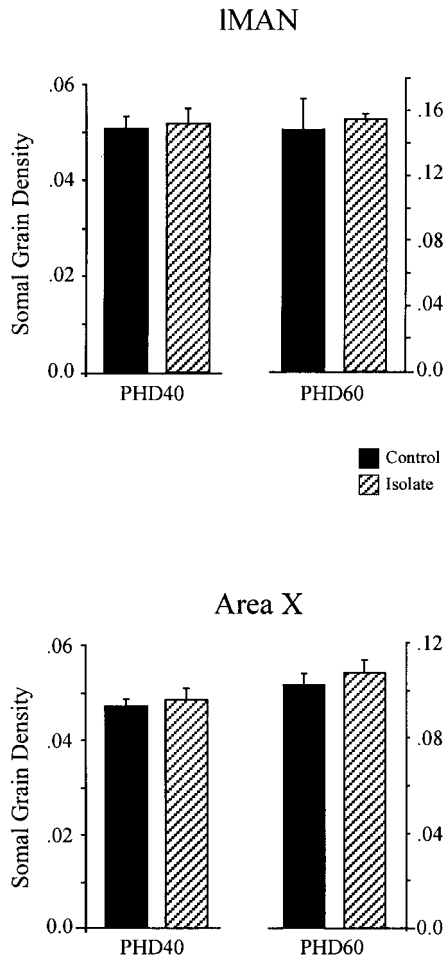 lMAN
Somal Grain Density
.06
.04
.02
0.0
.16
.12
.08
.04
0.0
PHD40
PHD60
Control
Isolate
Area X
Somal Grain Density
.06
.04
.02
0.0
.12
.08
.04
0.0
PHD40
PHD60